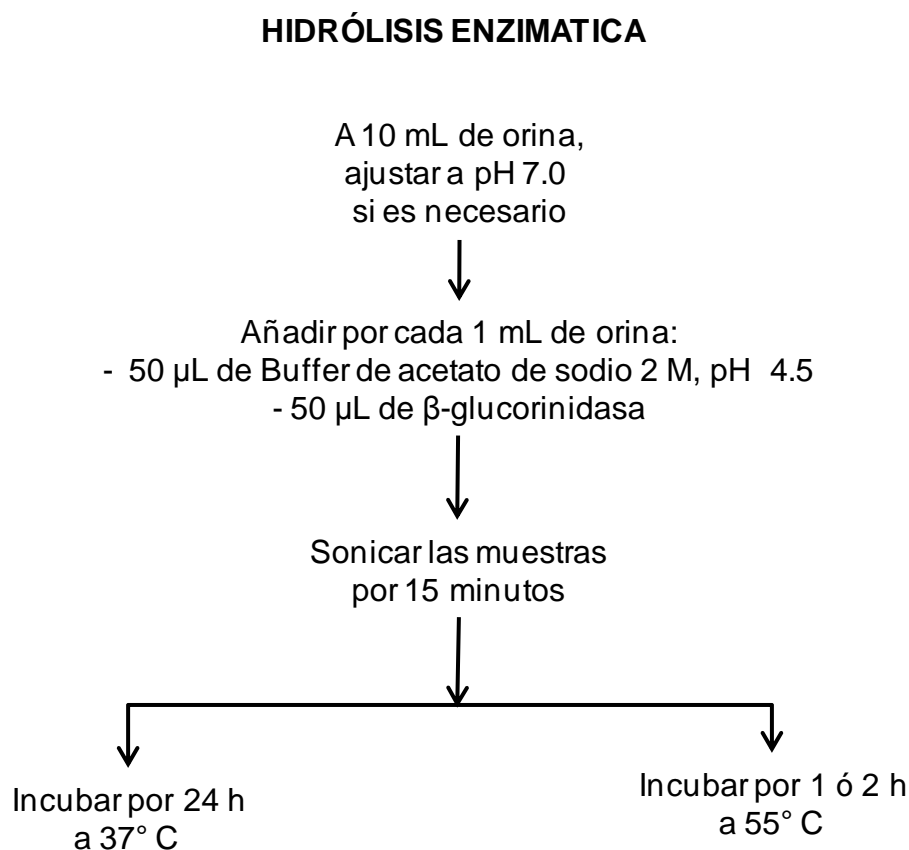 HIDRÓLISIS ENZIMATICA
A 10 mL de orina,
ajustar a pH 7.0
si es necesario
Añadir por cada 1 mL de orina:
- 50 µL de Buffer de acetato de sodio 2 M, pH 4.5
- 50 µL de β-glucorinidasa
Sonicar las muestras
por 15 minutos
Incubar por 24 h
a 37° C
Incubar por 1 ó 2 h
a 55° C